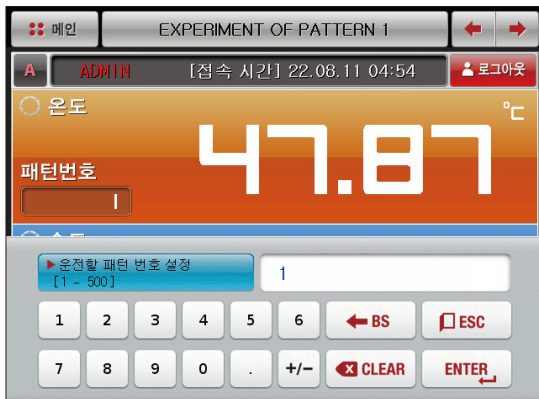 메인
EXPERIMENT OF PATTERN 1
A
ADMIN
[접속 시간] 22.08.11 04:54
로그아웃
온도
℃
47.87
패턴번호
1
운전할 패턴 번호 설정
[1 ~ 500]
1
1 2 3 4 5 6 BS ESC
7 8 9 0 . +/- CLEAR ENTER